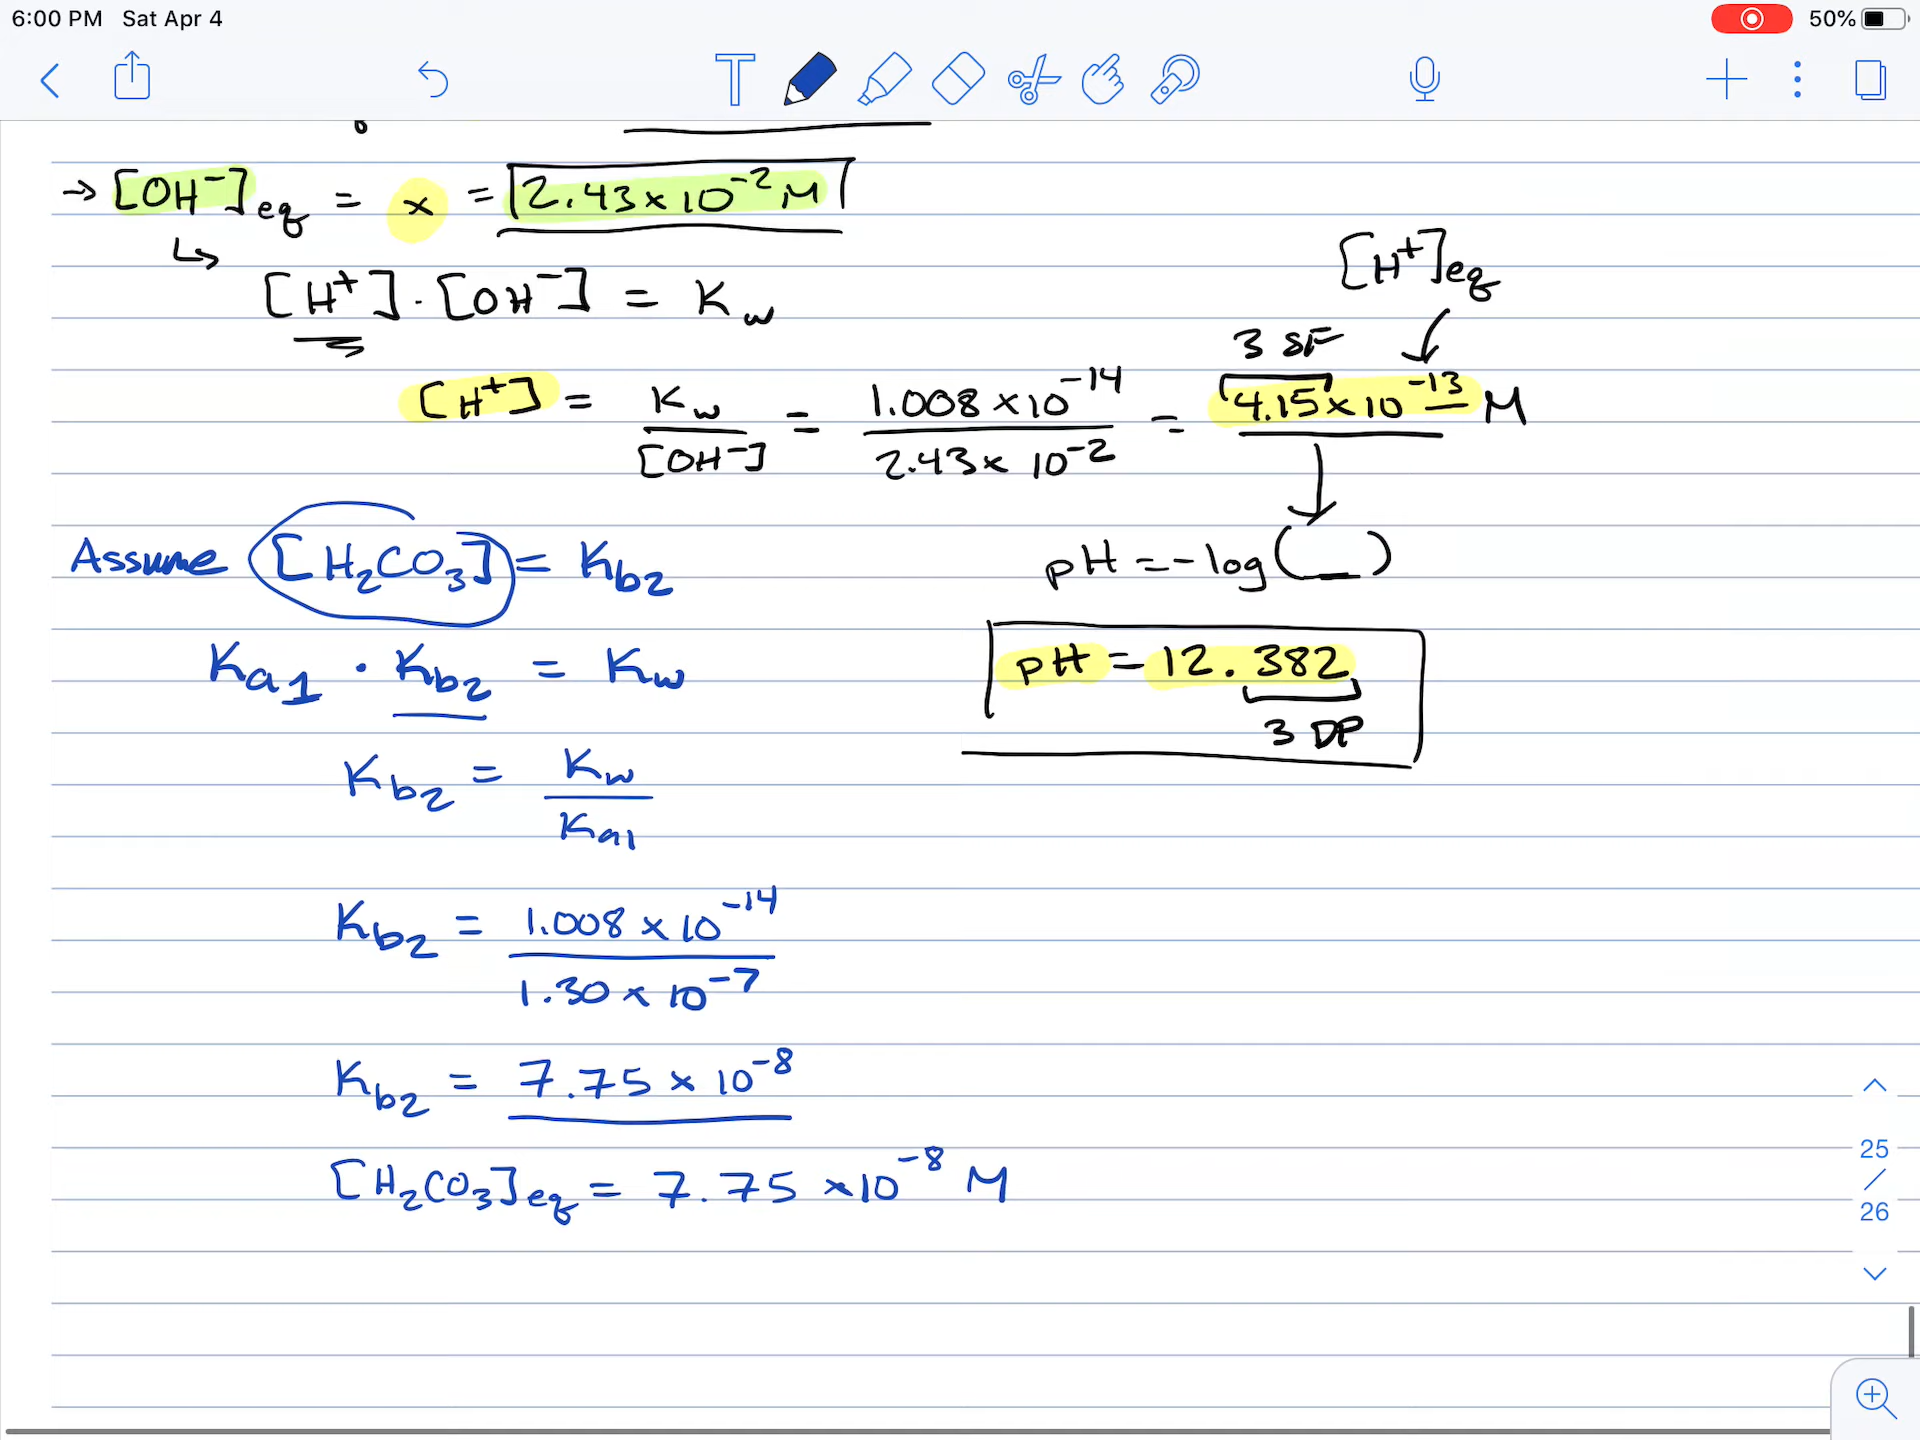 6:00 PM Sat Apr 4
50%
→ [OH⁻]eq = x = 2.43 x 10⁻² M
↳ [H⁺] · [OH⁻] = Kw
[H⁺]eq
3 SF
[H⁺] = Kw / [OH⁻] = 1.008 x 10⁻¹⁴ / 2.43 x 10⁻² = 4.15 x 10⁻¹³ M
pH = -log( __ )
pH = 12.382
3 DP
Assume [H₂CO₃] = Kb2
Ka1 · Kb2 = Kw
Kb2 = Kw / Ka1
Kb2 = 1.008 x 10⁻¹⁴ / 1.30 x 10⁻⁷
Kb2 = 7.75 x 10⁻⁸
[H₂CO₃]eq = 7.75 x 10⁻⁸ M
25
/
26